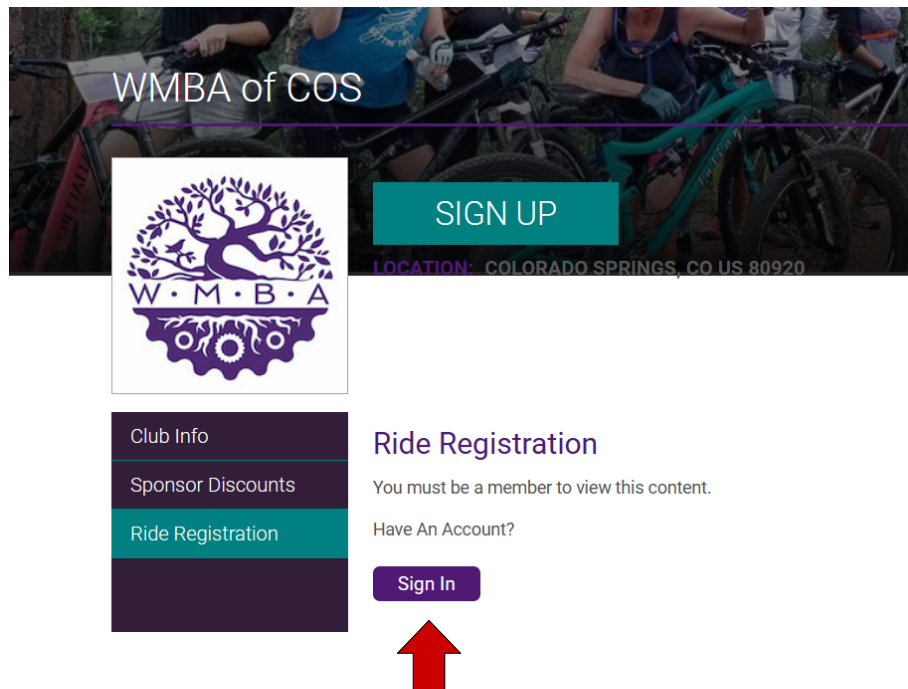 WMBA of COS
SIGN UP
LOCATION: COLORADO SPRINGS, CO US 80920
W • M • B • A
Club Info
Sponsor Discounts
Ride Registration
Ride Registration
You must be a member to view this content.
Have An Account?
Sign In